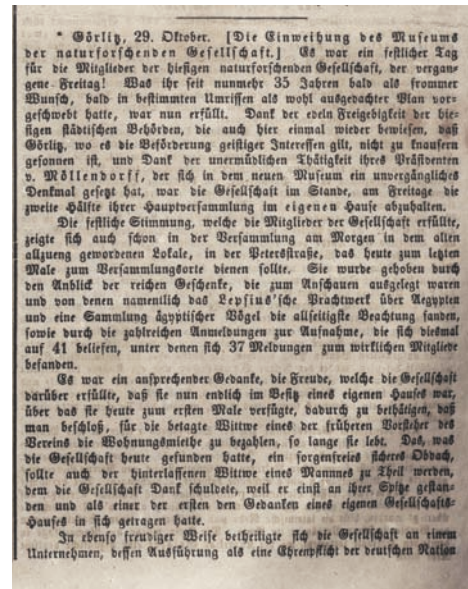 * Görlitz, 29. Oktober. [Die Einweihung des Museums
der naturforschenden Gesellschaft.] Es war ein festlicher Tag
für die Mitglieder der hiesigen naturforschenden Gesellschaft, der vergan-
gene Freitag! Was ihr seit nunmehr 35 Jahren bald als frommer
Wunsch, bald in bestimmten Umrissen als wohl ausgedachter Plan vor-
geschwebt hatte, war nun erfüllt. Dank der edeln Freigebigkeit der hie-
sigen städtischen Behörden, die auch hier einmal wieder bewiesen, daß
Görlitz, wo es die Beförderung geistiger Interessen gilt, nicht zu knausern
gesonnen ist, und Dank der unermüdlichen Thätigkeit ihres Präsidenten
v. Möllendorff, der sich in dem neuen Museum ein unvergängliches
Denkmal gesetzt hat, war die Gesellschaft im Stande, am Freitage die
zweite Hälfte ihrer Hauptversammlung im eigenen Hause abzuhalten.
Die festliche Stimmung, welche die Mitglieder der Gesellschaft erfüllte,
zeigte sich auch schon in der Versammlung am Morgen in dem alten
allzueng gewordenen Lokale, in der Petersstraße, das heute zum letzten
Male zum Versammlungsorte dienen sollte. Sie wurde gehoben durch
den Anblick der reichen Geschenke, die zum Anschauen ausgelegt waren
und von denen namentlich das Lepsius'sche Prachtwerk über Aegypten
und eine Sammlung ägyptischer Vögel die allseitigste Beachtung fanden,
sowie durch die zahlreichen Anmeldungen zur Aufnahme, die sich diesmal
auf 41 beliefen, unter denen sich 37 Meldungen zum wirklichen Mitgliede
befanden.
Es war ein ansprechender Gedanke, die Freude, welche die Gesellschaft
darüber erfüllte, daß sie nun endlich im Besitz eines eigenen Hauses war,
über das sie heute zum ersten Male verfügte, dadurch zu bethätigen, daß
man beschloß, für die betagte Wittwe eines der früheren Vorsteher des
Vereins die Wohnungsmiethe zu bezahlen, so lange sie lebt. Das, was
die Gesellschaft heute gefunden hatte, ein sorgenfreies sicheres Obdach,
sollte auch der hinterlassenen Wittwe eines Mannnes zu Theil werden,
dem die Gesellschaft Dank schuldete, weil er einst an ihrer Spitze gestan-
den und als einer der ersten den Gedanken eines eigenen Gesellschafts-
Hauses in sich getragen hatte.
In ebenso freudiger Weise betheiligte sich die Gesellschaft an einem
Unternehmen, dessen Ausführung als eine Ehrenpflicht der deutschen Nation